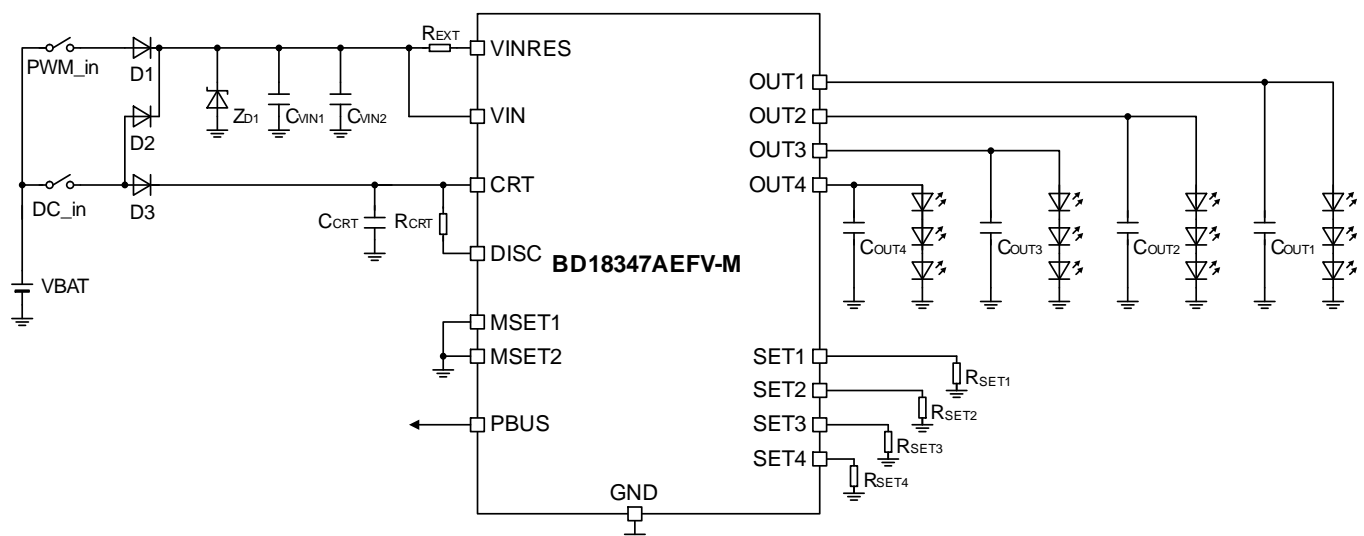 PWM_in
D1
D2
DC_in
D3
VBAT
ZD1
CVIN1
CVIN2
REXT
CCRT
RCRT
VINRES
VIN
CRT
DISC
BD18347AEFV-M
MSET1
MSET2
PBUS
GND
OUT1
OUT2
OUT3
OUT4
COUT4
COUT3
COUT2
COUT1
SET1
SET2
SET3
SET4
RSET1
RSET2
RSET3
RSET4